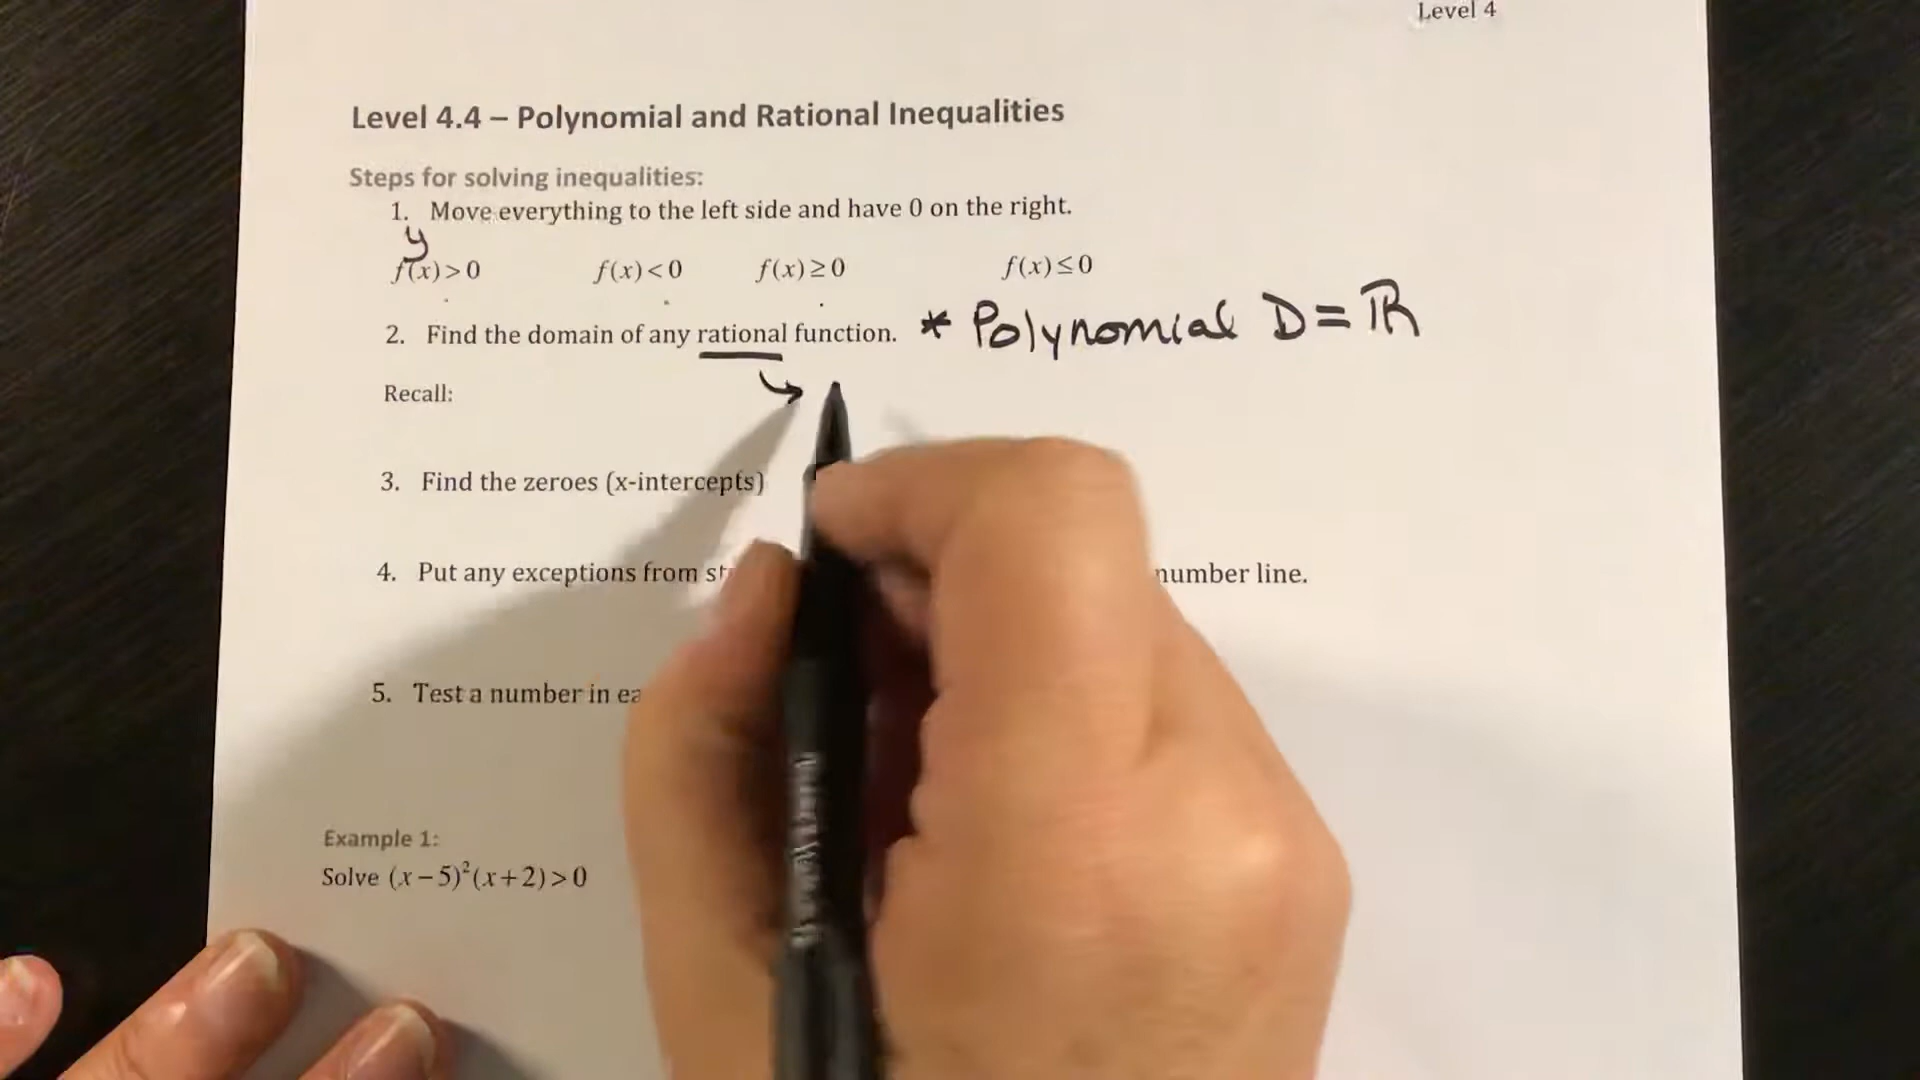 Level 4
Level 4.4 – Polynomial and Rational Inequalities
Steps for solving inequalities:
1. Move everything to the left side and have 0 on the right.
y
f(x)>0 f(x)<0 f(x)≥0 f(x)≤0
2. Find the domain of any rational function. * Polynomial D=ℝ
Recall:
3. Find the zeroes (x-intercepts)
4. Put any exceptions from number line.
5. Test a number in
Example 1:
Solve (x−5)²(x+2)>0